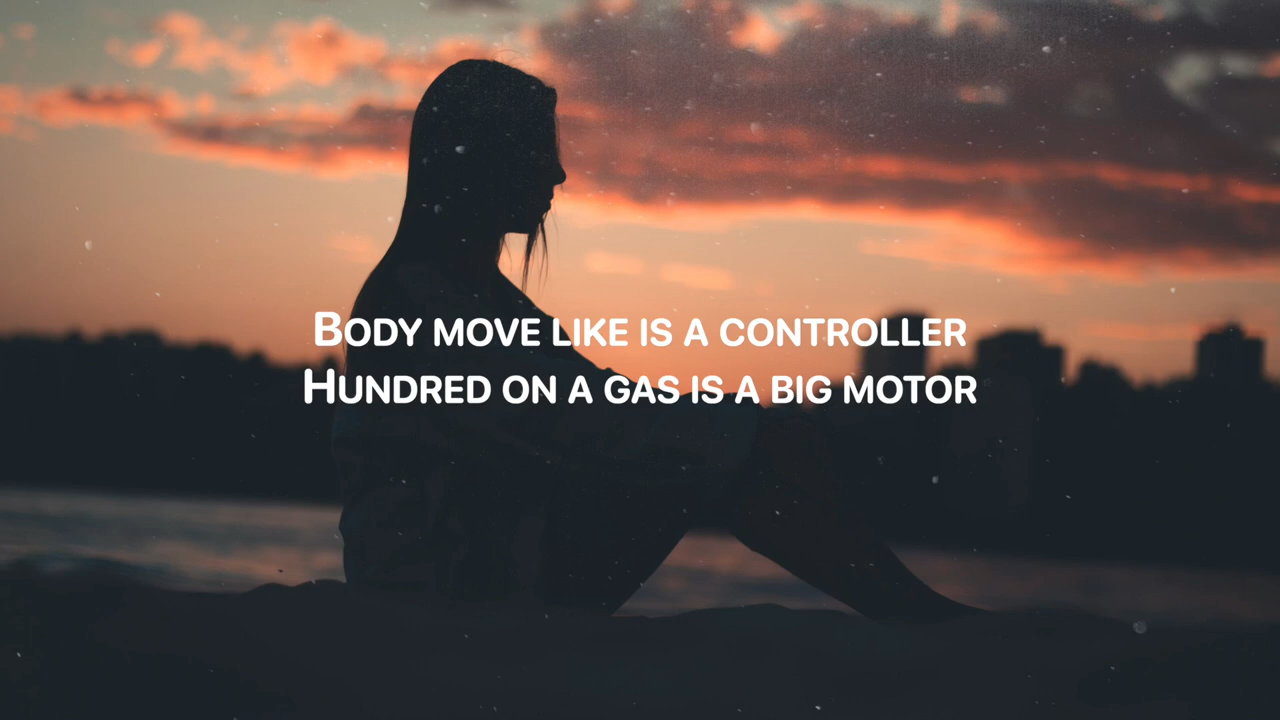 Body move like is a controller
Hundred on a gas is a big motor